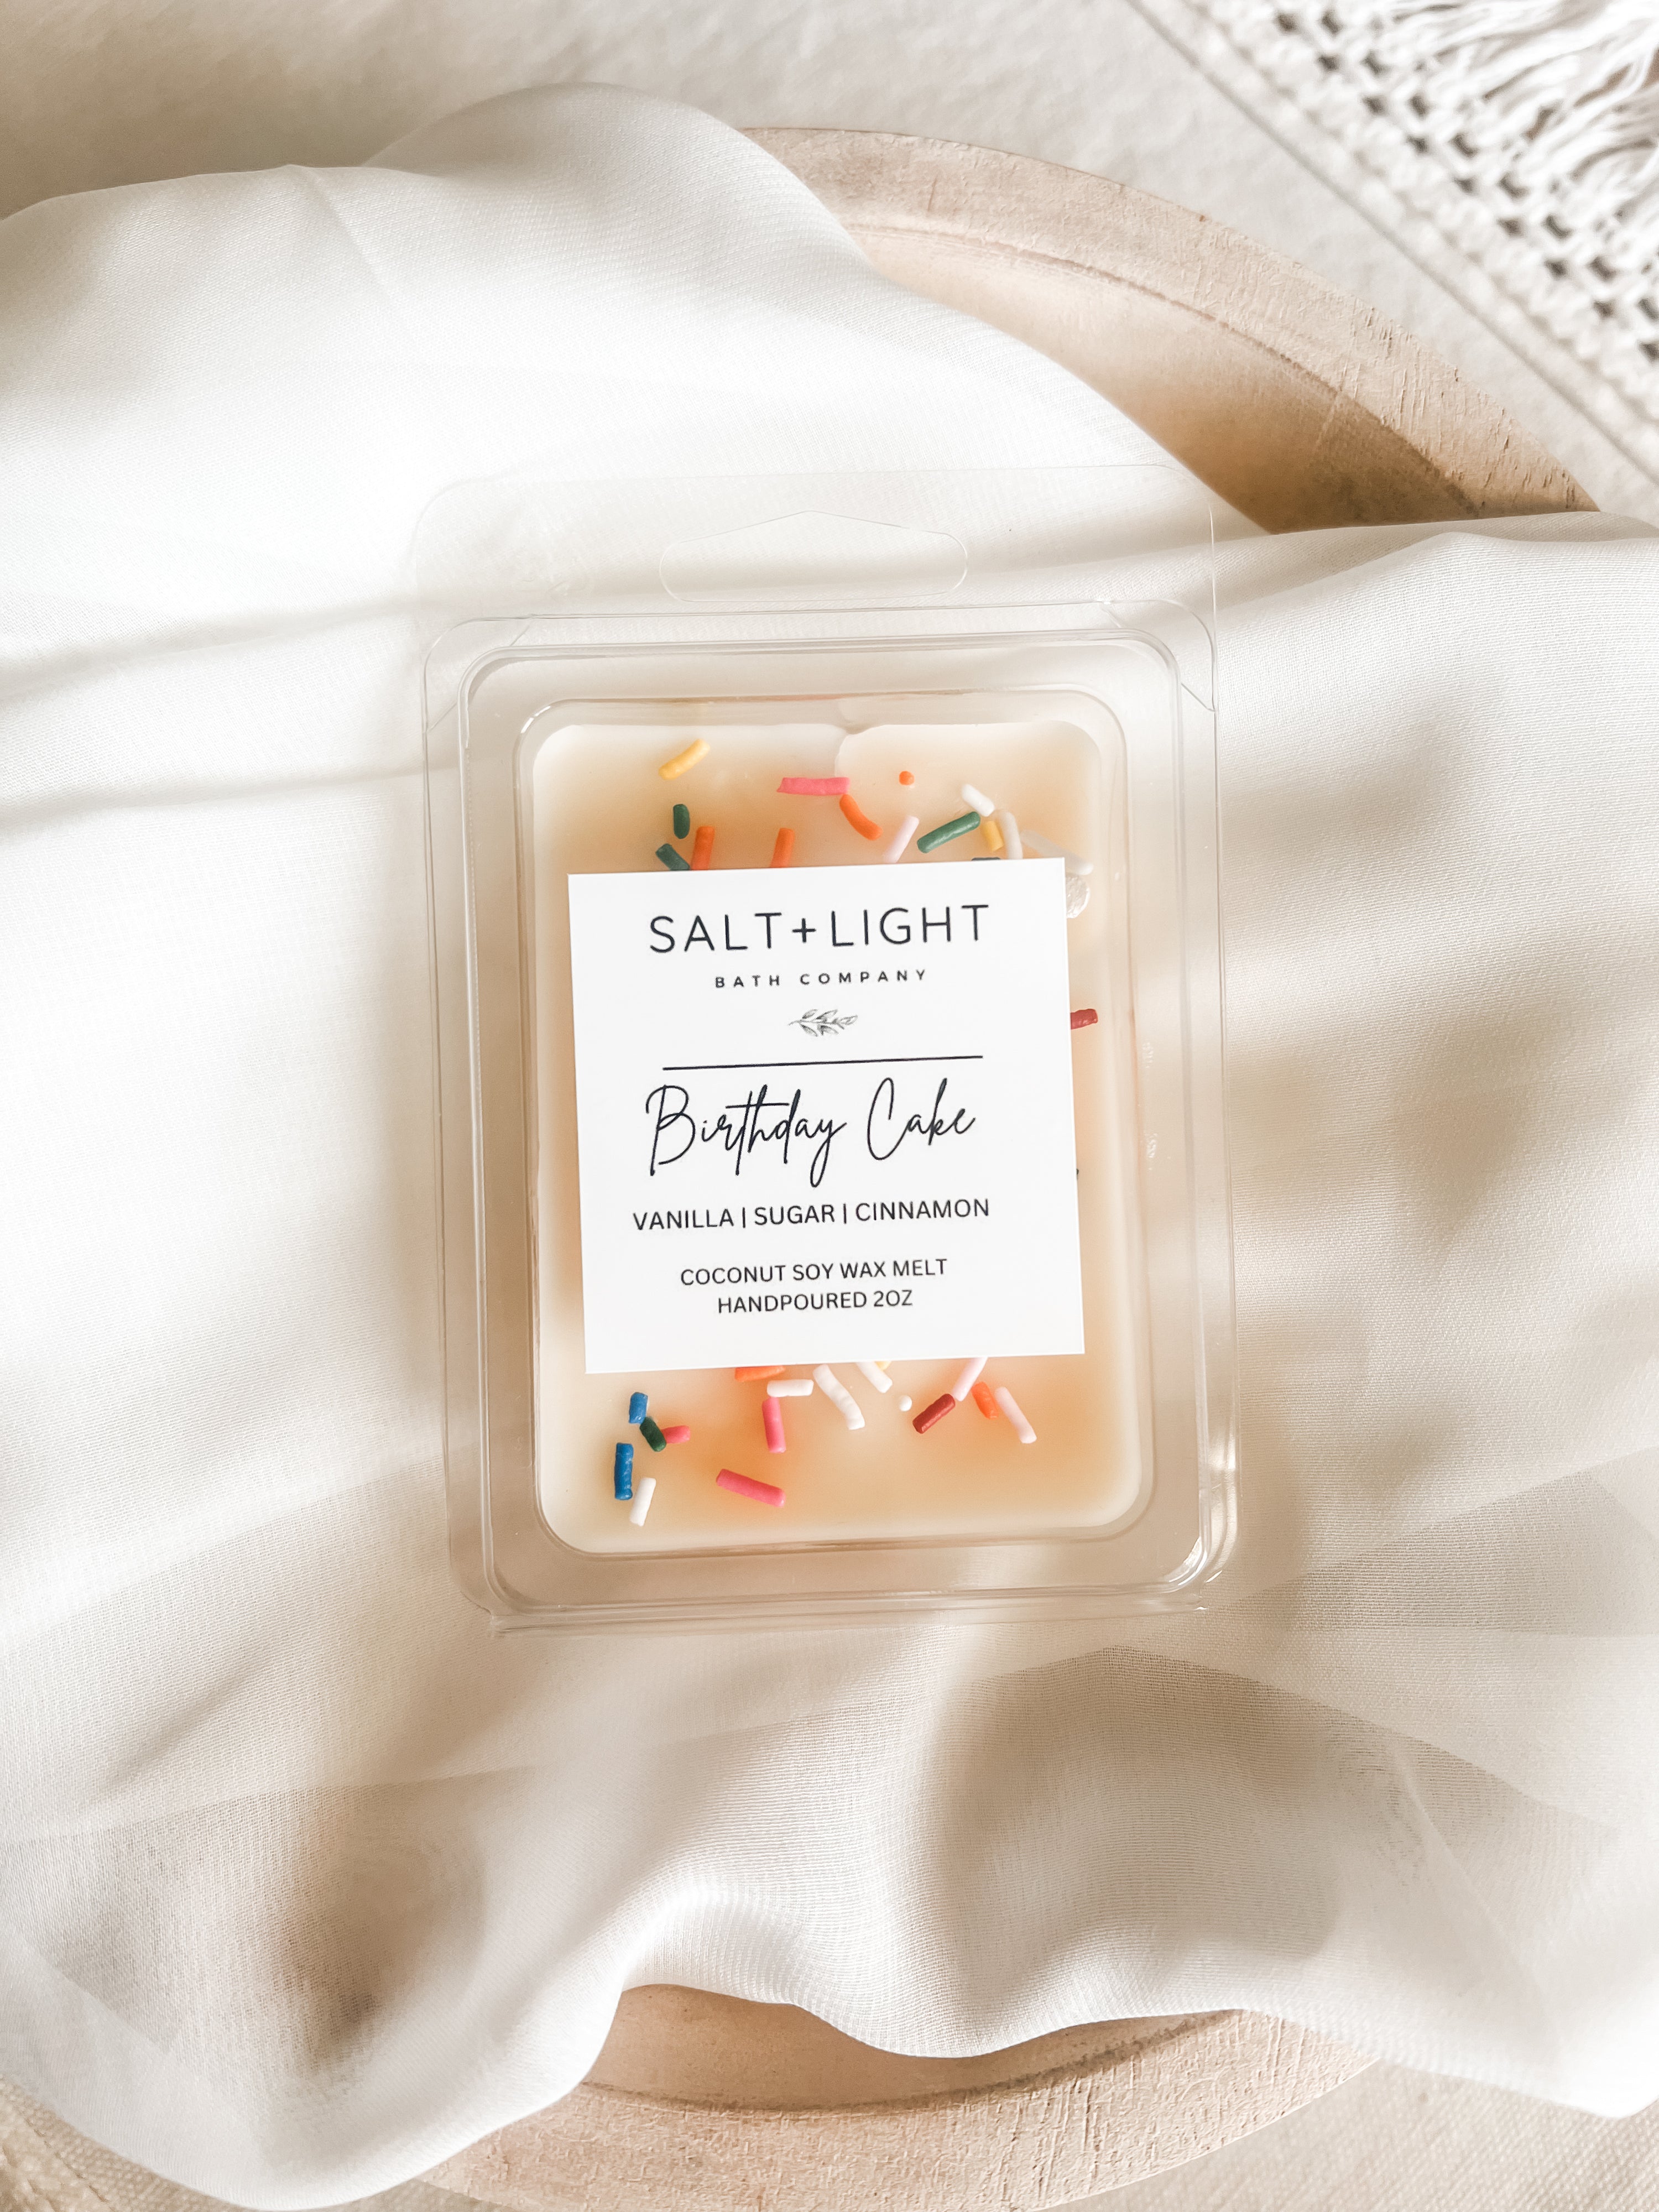 SALT+LIGHT
BATH COMPANY
Birthday Cake
VANILLA | SUGAR | CINNAMON
COCONUT SOY WAX MELT
HANDPOURED 2OZ